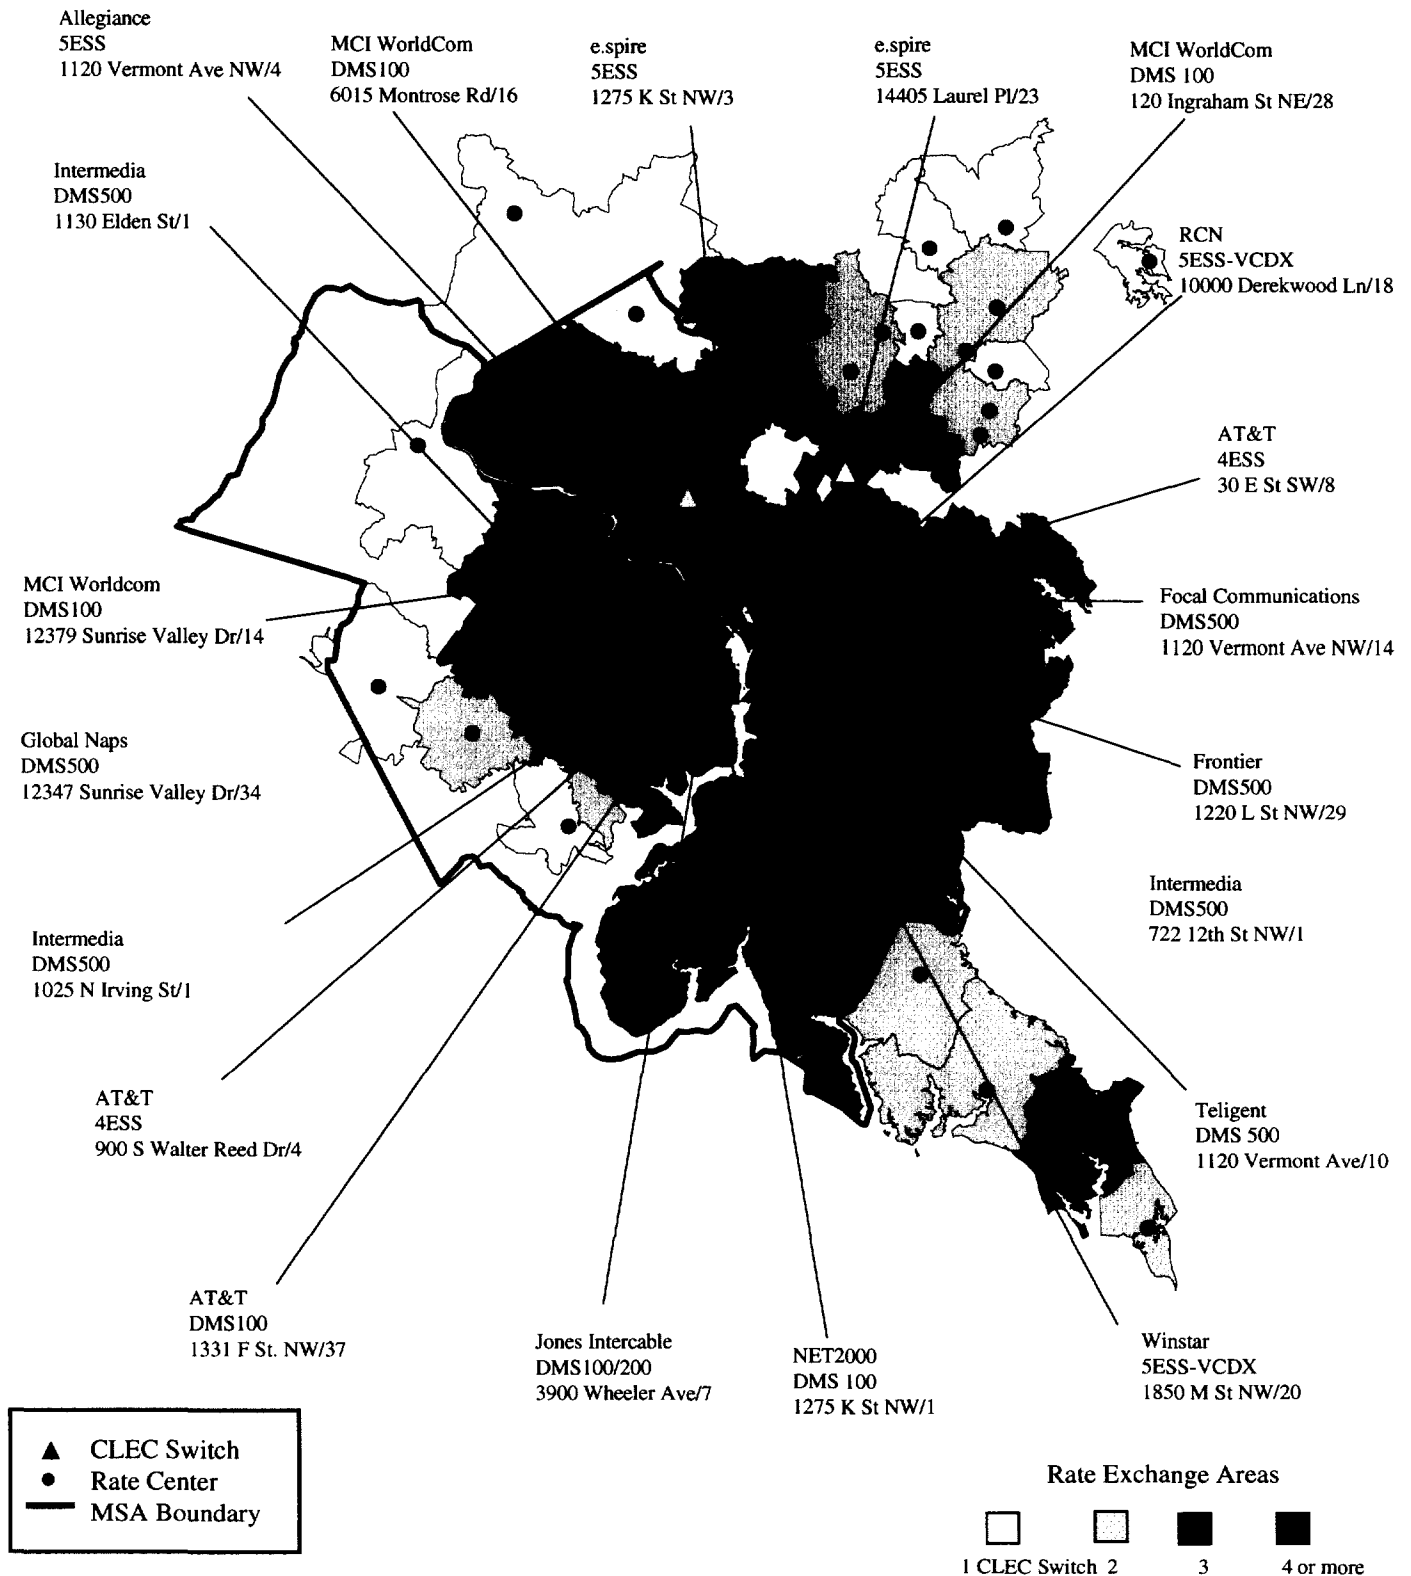 Allegiance
5ESS
1120 Vermont Ave NW/4
MCI WorldCom
DMS100
6015 Montrose Rd/16
e.spire
5ESS
1275 K St NW/3
e.spire
5ESS
14405 Laurel Pl/23
MCI WorldCom
DMS 100
120 Ingraham St NE/28
Intermedia
DMS500
1130 Elden St/1
RCN
5ESS-VCDX
10000 Derekwood Ln/18
AT&T
4ESS
30 E St SW/8
MCI Worldcom
DMS100
12379 Sunrise Valley Dr/14
Focal Communications
DMS500
1120 Vermont Ave NW/14
Global Naps
DMS500
12347 Sunrise Valley Dr/34
Frontier
DMS500
1220 L St NW/29
Intermedia
DMS500
722 12th St NW/1
Intermedia
DMS500
1025 N Irving St/1
AT&T
4ESS
900 S Walter Reed Dr/4
Teligent
DMS 500
1120 Vermont Ave/10
AT&T
DMS100
1331 F St. NW/37
Jones Intercable
DMS100/200
3900 Wheeler Ave/7
NET2000
DMS 100
1275 K St NW/1
Winstar
5ESS-VCDX
1850 M St NW/20
CLEC Switch
Rate Center
MSA Boundary
Rate Exchange Areas
1 CLEC Switch 2 3 4 or more